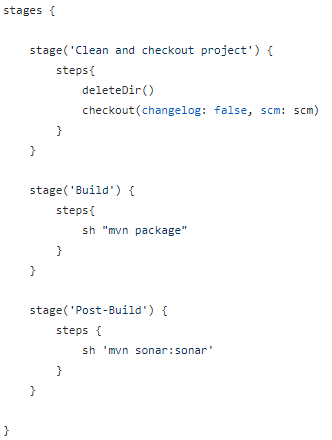 stages {
stage('Clean and checkout project') {
steps{
deleteDir()
checkout(changelog: false, scm: scm)
}
}
stage('Build') {
steps{
sh "mvn package"
}
}
stage('Post-Build') {
steps {
sh 'mvn sonar:sonar'
}
}
}